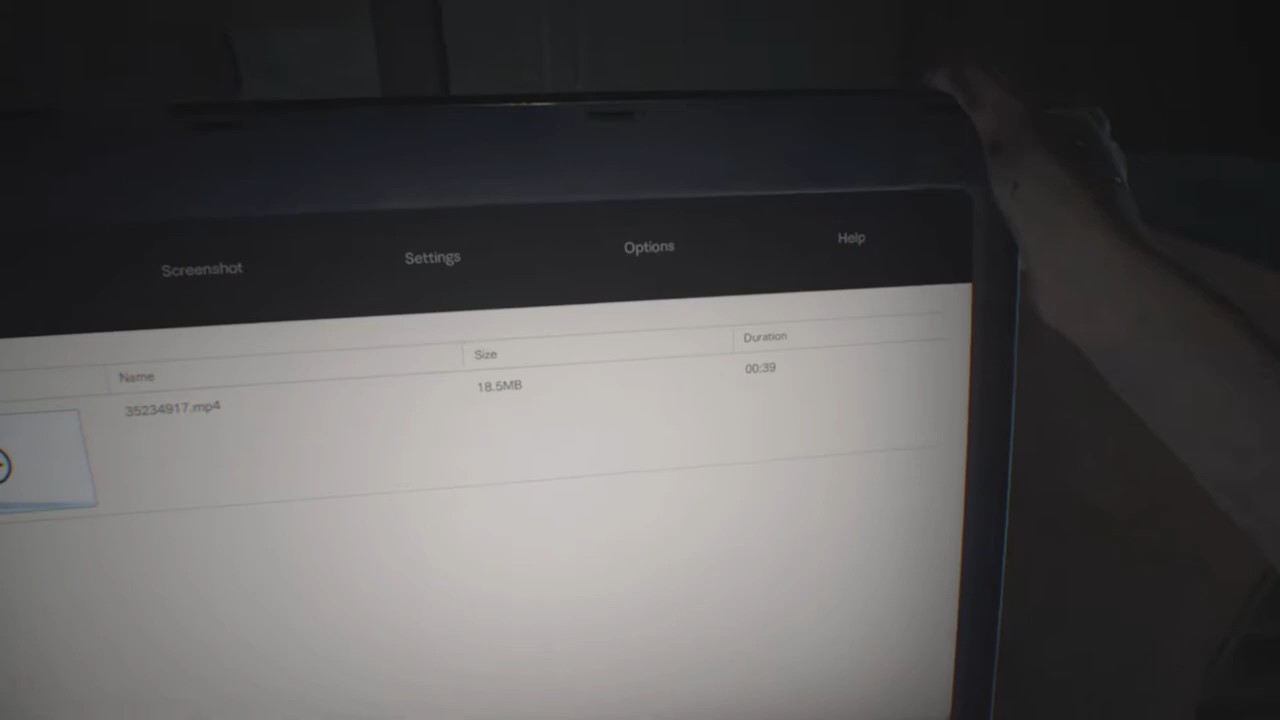 Screenshot Settings Options Help
Name Size Duration
35234917.mp4 18.5MB 00:39